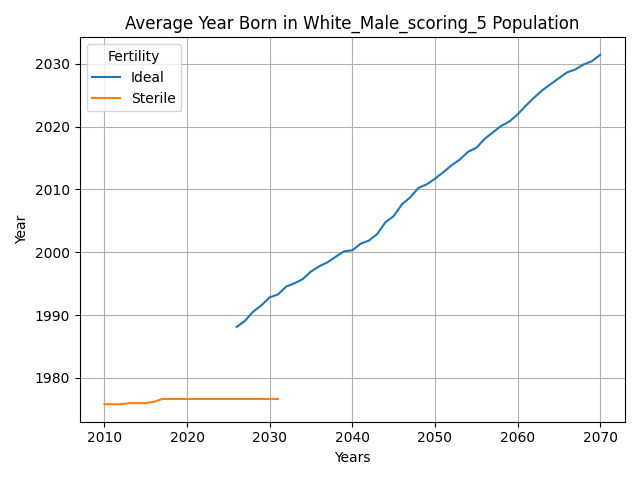 Average Year Born in White_Male_scoring_5 Population
Fertility
Ideal
Sterile
Year
2030
2020
2010
2000
1990
1980
2010 2020 2030 2040 2050 2060 2070
Years